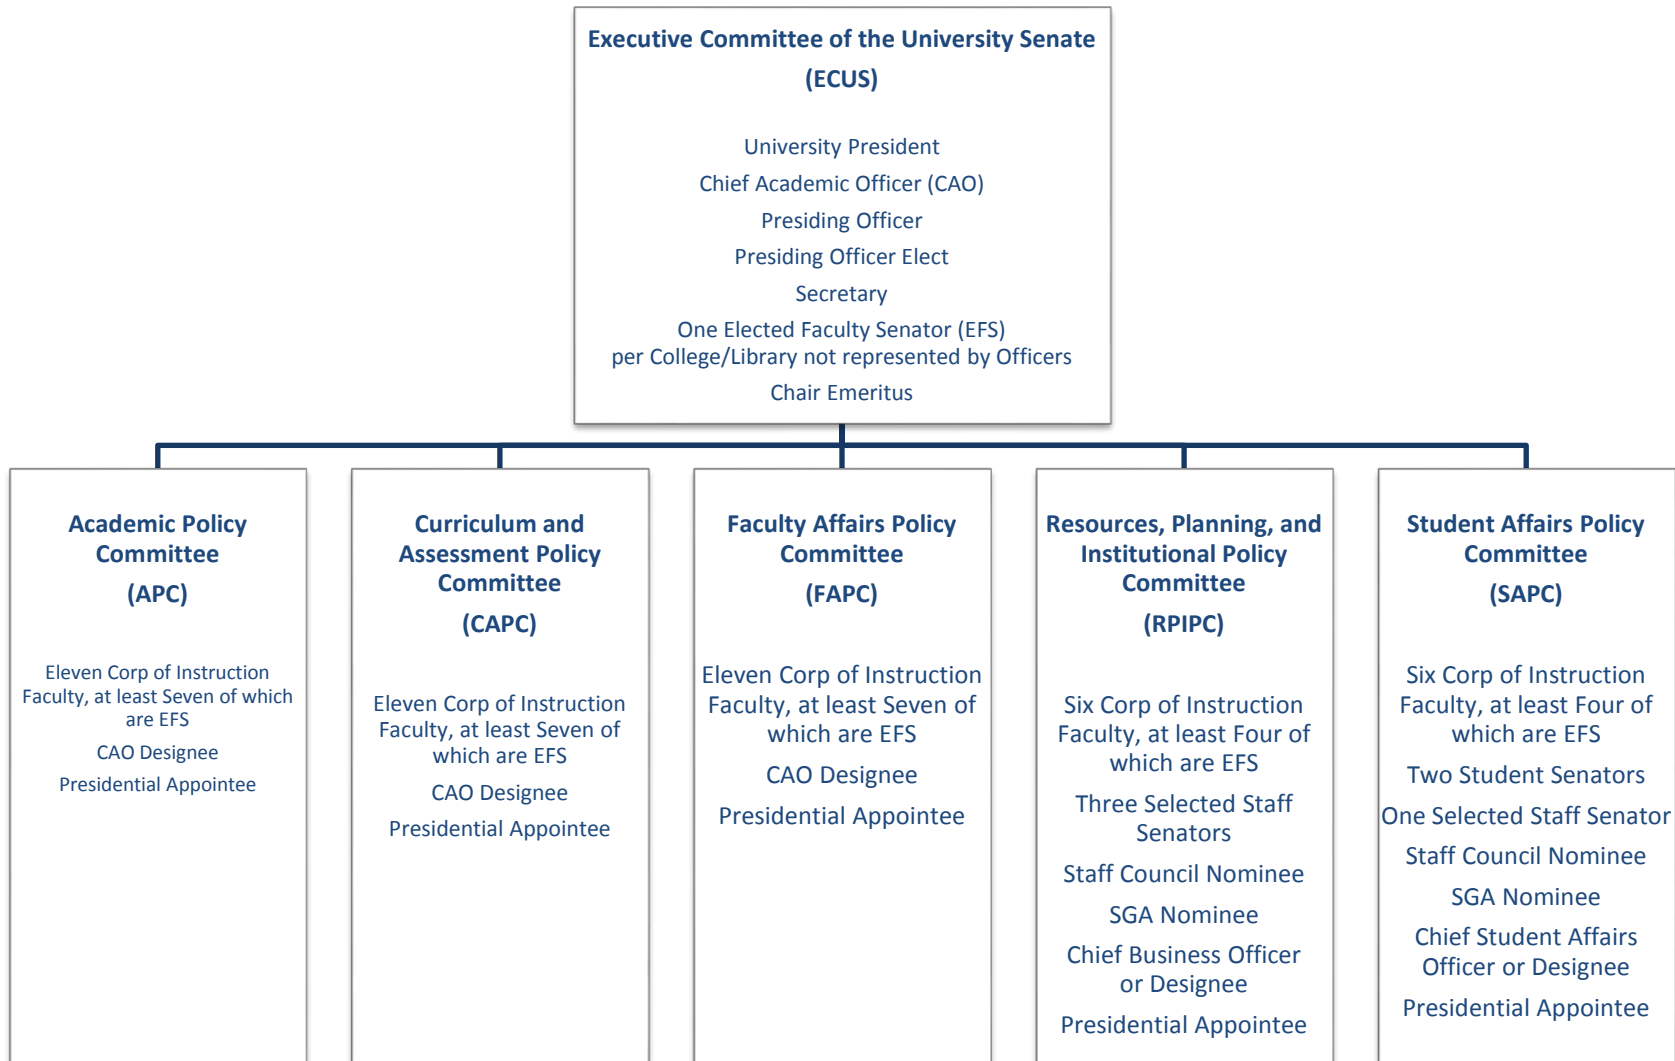 Executive Committee of the University Senate
(ECUS)
University President
Chief Academic Officer (CAO)
Presiding Officer
Presiding Officer Elect
Secretary
One Elected Faculty Senator (EFS)
per College/Library not represented by Officers
Chair Emeritus
Academic Policy
Committee
(APC)
Eleven Corp of Instruction
Faculty, at least Seven of which
are EFS
CAO Designee
Presidential Appointee
Curriculum and
Assessment Policy
Committee
(CAPC)
Eleven Corp of Instruction
Faculty, at least Seven of
which are EFS
CAO Designee
Presidential Appointee
Faculty Affairs Policy
Committee
(FAPC)
Eleven Corp of Instruction
Faculty, at least Seven of
which are EFS
CAO Designee
Presidential Appointee
Resources, Planning, and
Institutional Policy
Committee
(RPIPC)
Six Corp of Instruction
Faculty, at least Four of
which are EFS
Three Selected Staff
Senators
Staff Council Nominee
SGA Nominee
Chief Business Officer
or Designee
Presidential Appointee
Student Affairs Policy
Committee
(SAPC)
Six Corp of Instruction
Faculty, at least Four of
which are EFS
Two Student Senators
One Selected Staff Senator
Staff Council Nominee
SGA Nominee
Chief Student Affairs
Officer or Designee
Presidential Appointee